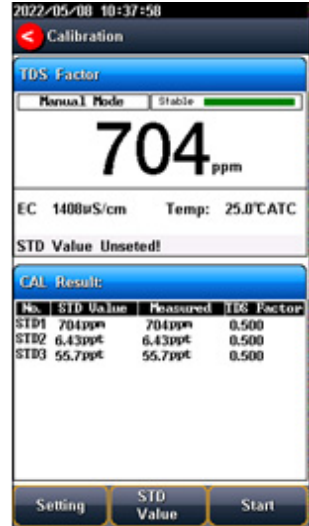 2022/05/08 10:37:58
< Calibration
TDS Factor
Manual Mode Stable
704 ppm
EC 1408µS/cm Temp: 25.0℃ ATC
STD Value Unseted!
CAL Result:
No. STD Value Measured TDS Factor
STD1 704ppm 704ppm 0.500
STD2 6.43ppt 6.43ppt 0.500
STD3 55.7ppt 55.7ppt 0.500
Setting STD Value Start